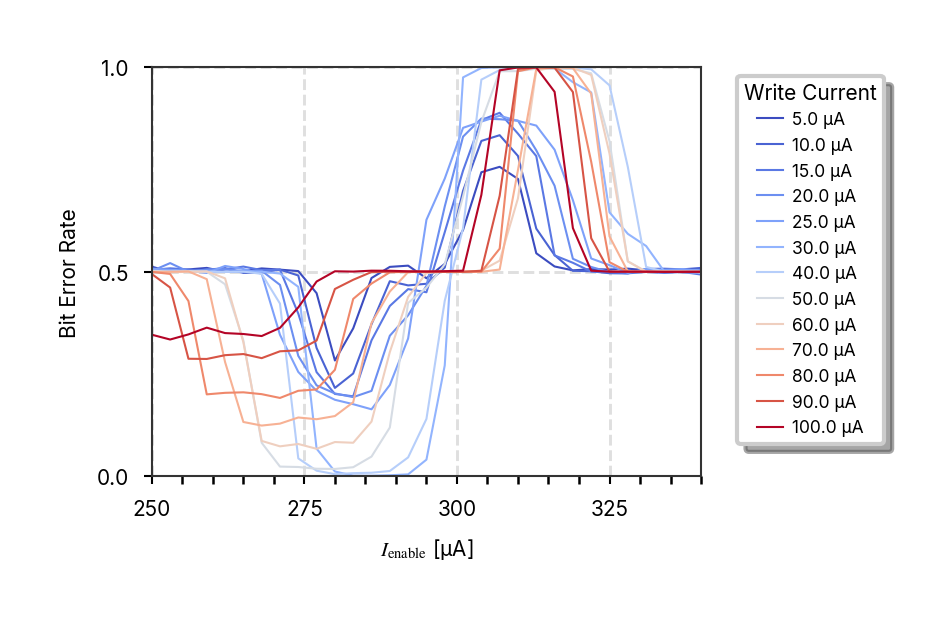 1.0
0.5
0.0
Bit Error Rate
250 275 300 325
I_enable [µA]
Write Current
5.0 µA
10.0 µA
15.0 µA
20.0 µA
25.0 µA
30.0 µA
40.0 µA
50.0 µA
60.0 µA
70.0 µA
80.0 µA
90.0 µA
100.0 µA